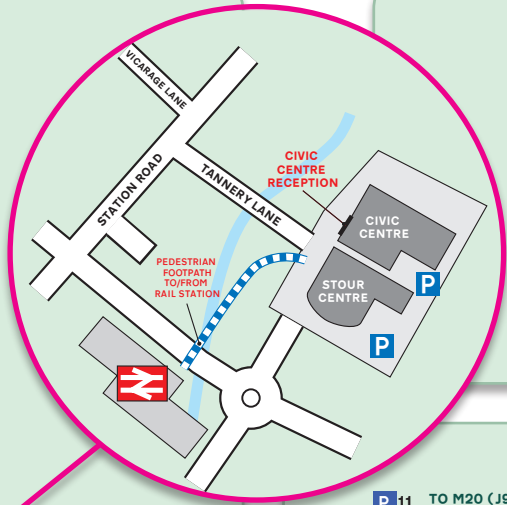 VICARAGE LANE
STATION ROAD
TANNERY LANE
CIVIC
CENTRE
RECEPTION
CIVIC
CENTRE
PEDESTRIAN
FOOTPATH
TO/FROM
RAIL STATION
STOUR
CENTRE
P
P
P 11 TO M20 (J9